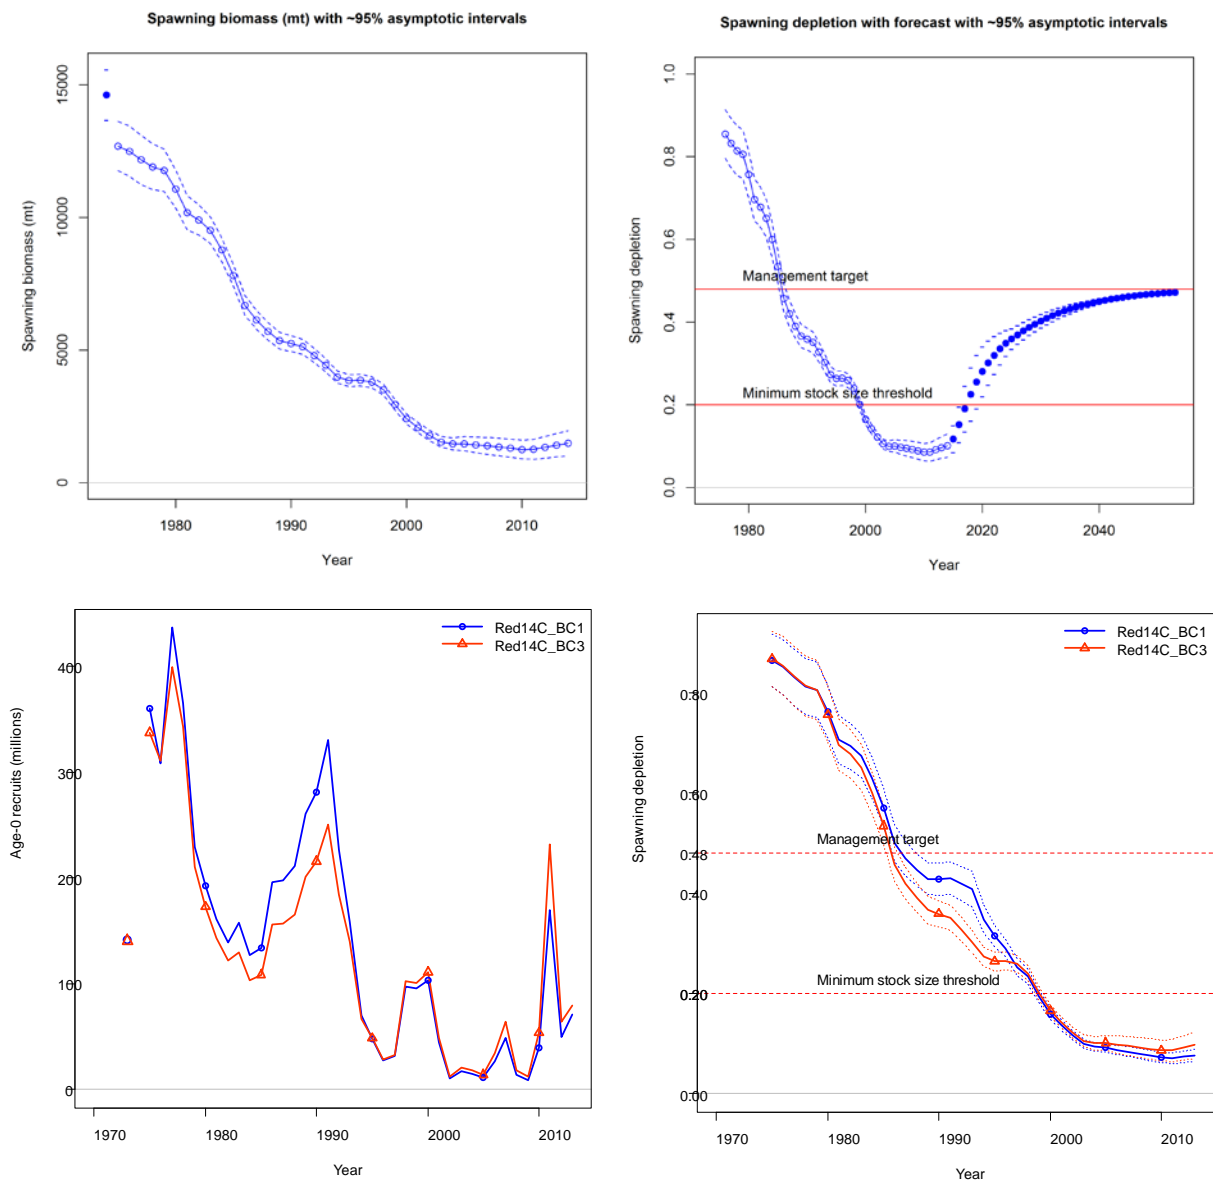 Spawning biomass (mt) with ~95% asymptotic intervals
Spawning biomass (mt)
15000
10000
5000
0
1980
1990
2000
2010
Year
Spawning depletion with forecast with ~95% asymptotic intervals
Spawning depletion
1.0
0.8
0.6
0.4
0.2
0.0
Management target
Minimum stock size threshold
1980
2000
2020
2040
Year
Age-0 recruits (millions)
400
300
200
100
0
Red14C_BC1
Red14C_BC3
1970
1980
1990
2000
2010
Year
Spawning depletion
0.80
0.60
0.48
0.40
0.20
0.00
Red14C_BC1
Red14C_BC3
Management target
Minimum stock size threshold
1970
1980
1990
2000
2010
Year